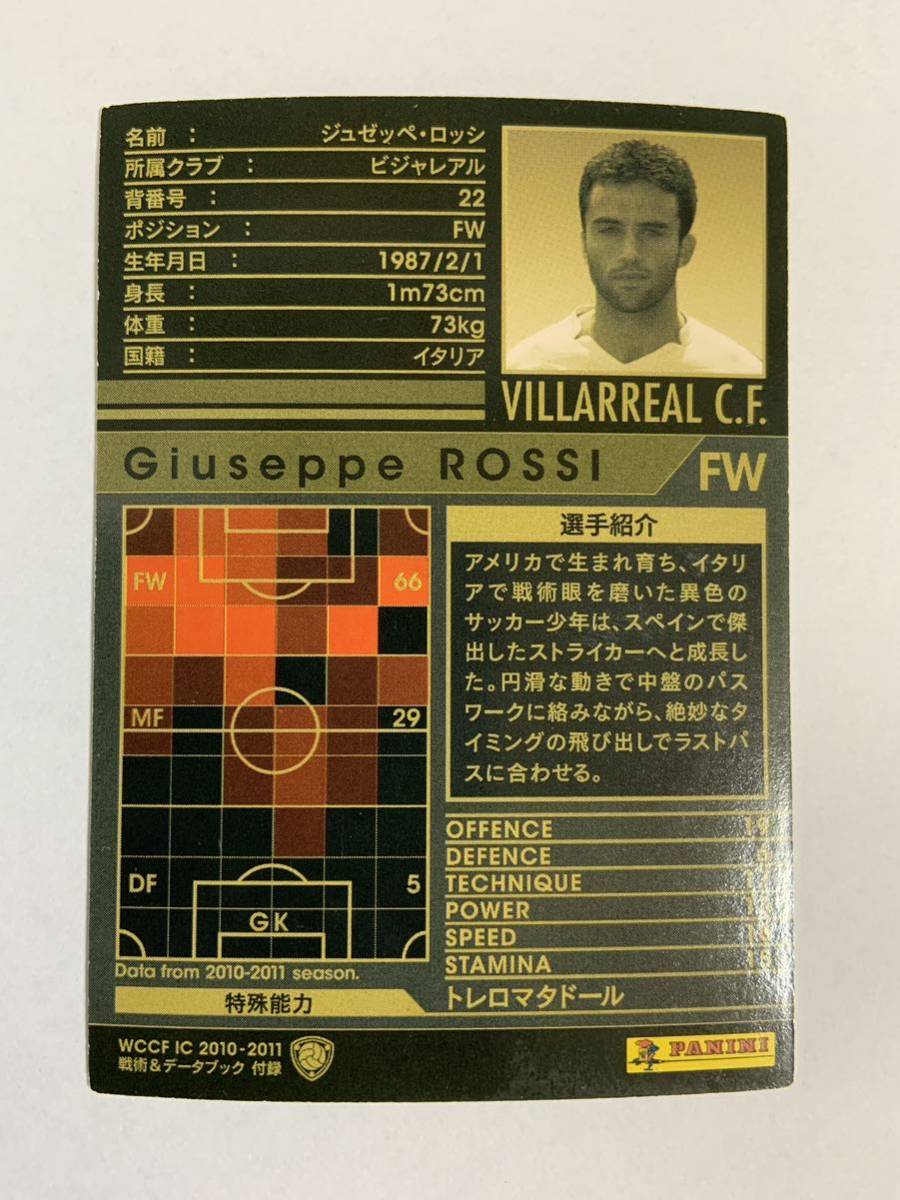 名前 : ジュゼッペ・ロッシ
所属クラブ : ビジャレアル
背番号 : 22
ポジション : FW
生年月日 : 1987/2/1
身長 : 1m73cm
体重 : 73kg
国籍 : イタリア
VILLARREAL C.F.
Giuseppe ROSSI FW
FW 66
MF 29
DF 5
GK
Data from 2010-2011 season.
特殊能力
選手紹介
アメリカで生まれ育ち、イタリ
アで戦術眼を磨いた異色の
サッカー少年は、スペインで傑
出したストライカーへと成長し
た。円滑な動きで中盤のパス
ワークに絡みながら、絶妙なタ
イミングの飛び出しでラストパ
スに合わせる。
OFFENCE
DEFENCE
TECHNIQUE
POWER
SPEED
STAMINA
トレロマタドール
WCCF IC 2010-2011
戦術&データブック 付録
PANINI